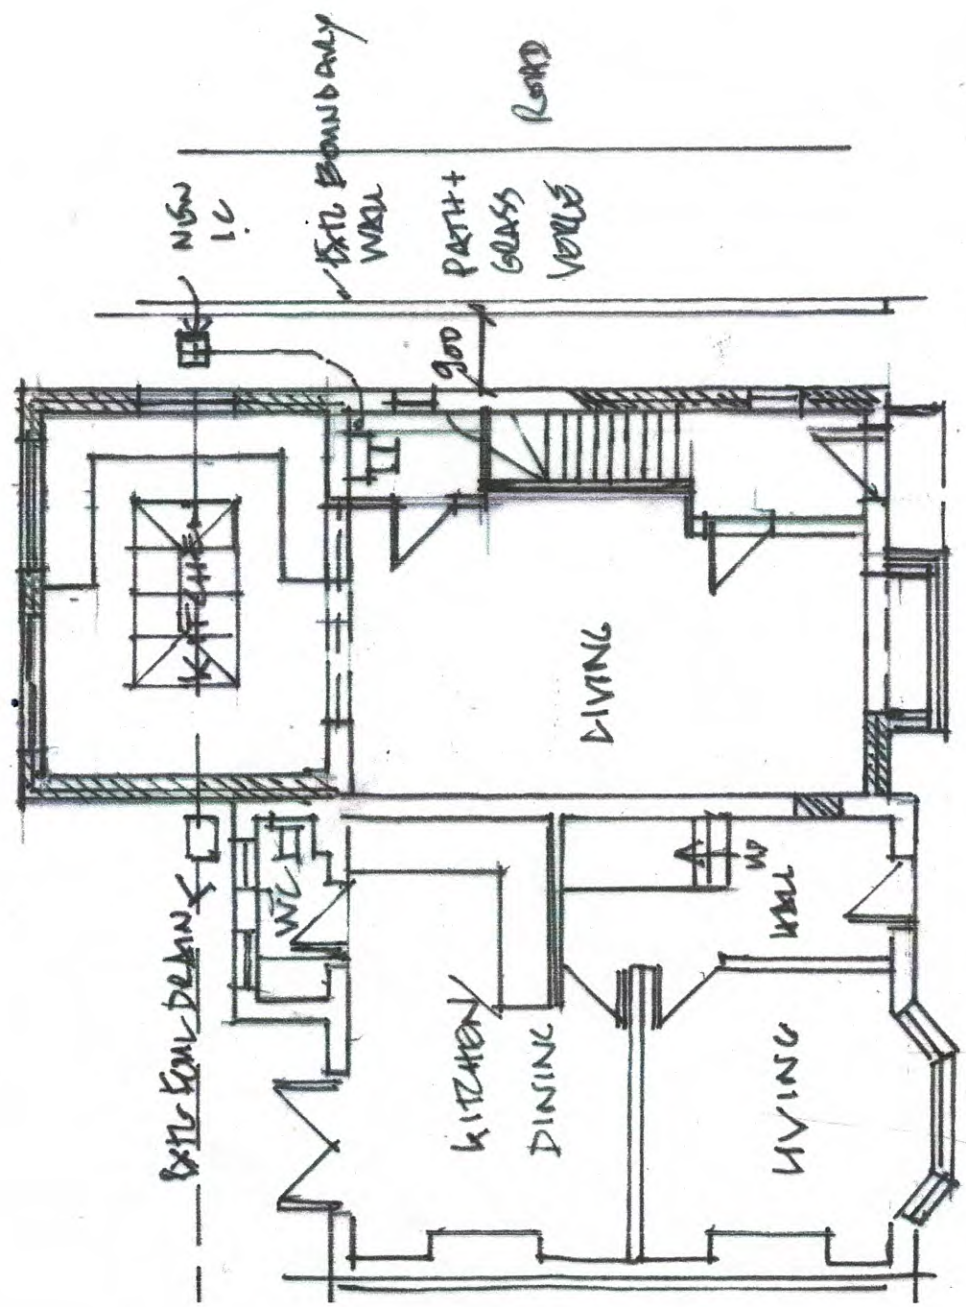 NEW
I.C
EXTG BOUNDARY
WALL
PATH +
GRASS
VERGE
ROAD
900
KITCHEN
LIVING
EXTG FOUL DRAIN
WC
UP
HALL
KITCHEN
DINING
LIVING